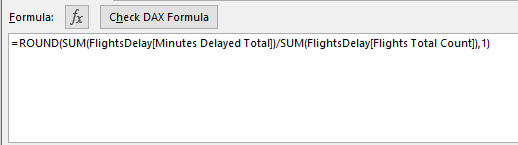 Formula: fx Check DAX Formula
=ROUND(SUM(FlightsDelay[Minutes Delayed Total])/SUM(FlightsDelay[Flights Total Count]),1)